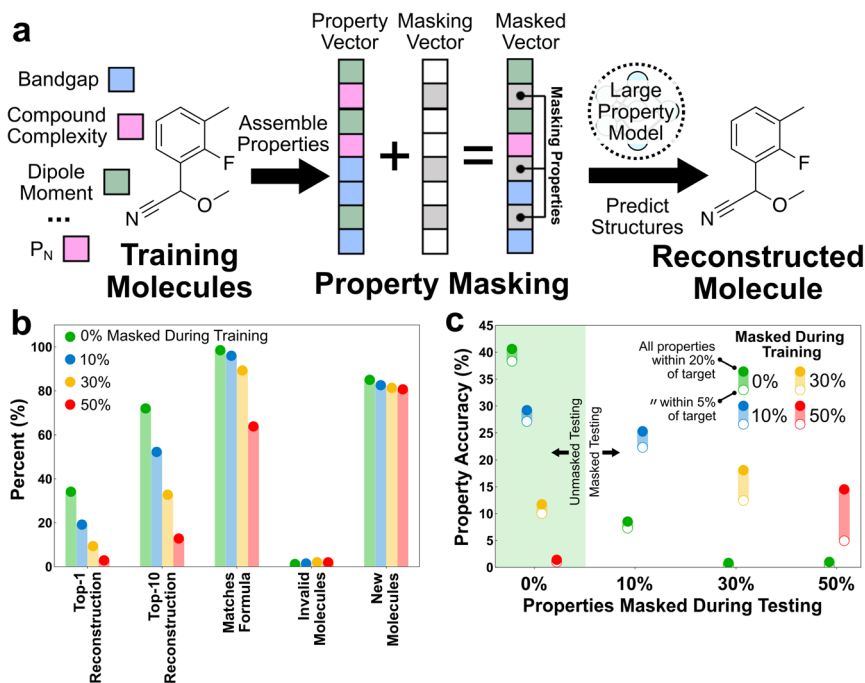 a
Bandgap
Compound
Complexity
Dipole
Moment
...
P_N
F
O
N
Training
Molecules
Assemble
Properties
Property
Vector
+
Masking
Vector
=
Masked
Vector
Masking Properties
Property Masking
Large
Property
Model
Predict
Structures
F
O
N
Reconstructed
Molecule
b
0% Masked During Training
10%
30%
50%
Percent (%)
100
80
60
40
20
0
Top-1
Reconstruction
Top-10
Reconstruction
Matches
Formula
Invalid
Molecules
New
Molecules
c
Property Accuracy (%)
45
40
35
30
25
20
15
10
5
0
Unmasked Testing
Masked Testing
All properties
within 20%
of target
" within 5%
of target
Masked During
Training
0%
30%
10%
50%
0%
10%
30%
50%
Properties Masked During Testing